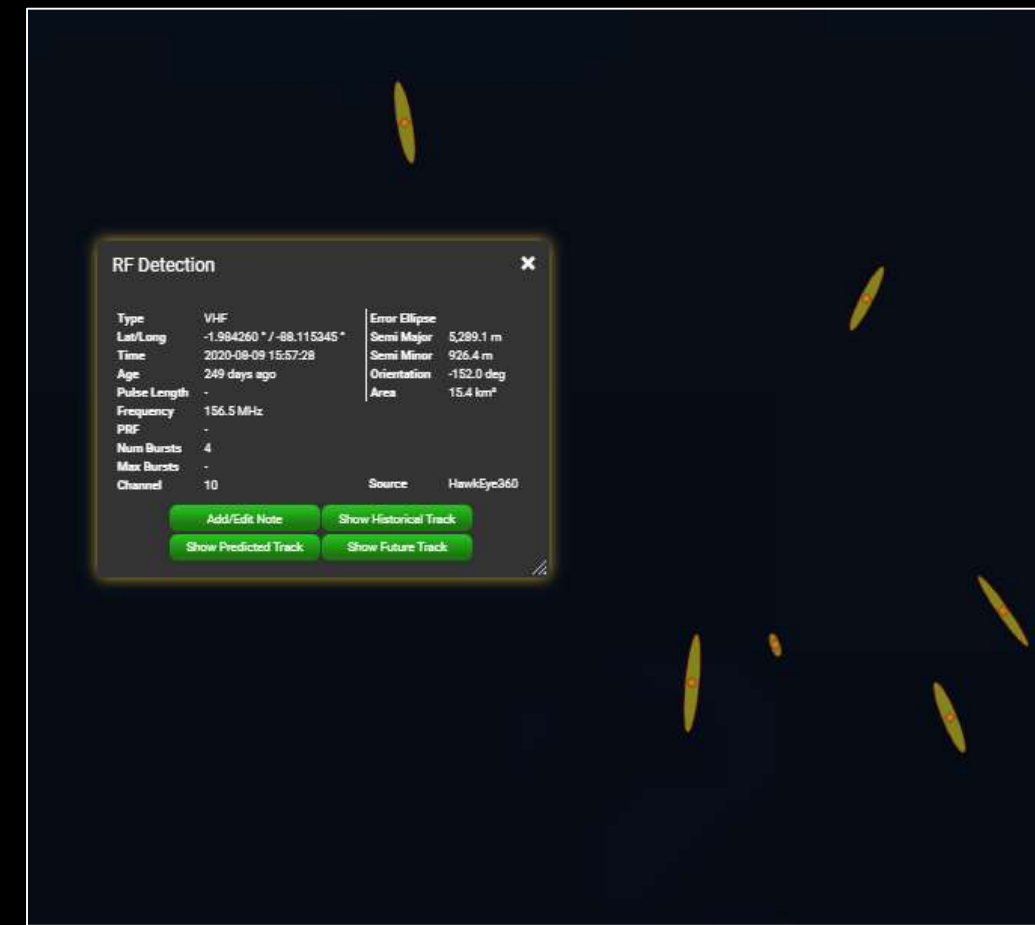 RF Detection
Type VHF
Lat/Long -1.984260 ° / -88.115345 °
Time 2020-08-09 15:57:28
Age 249 days ago
Pulse Length -
Frequency 156.5 MHz
PRF -
Num Bursts 4
Max Bursts -
Channel 10
Error Ellipse
Semi Major 5,289.1 m
Semi Minor 926.4 m
Orientation -152.0 deg
Area 15.4 km²
Source HawkEye360
Add/Edit Note Show Historical Track
Show Predicted Track Show Future Track